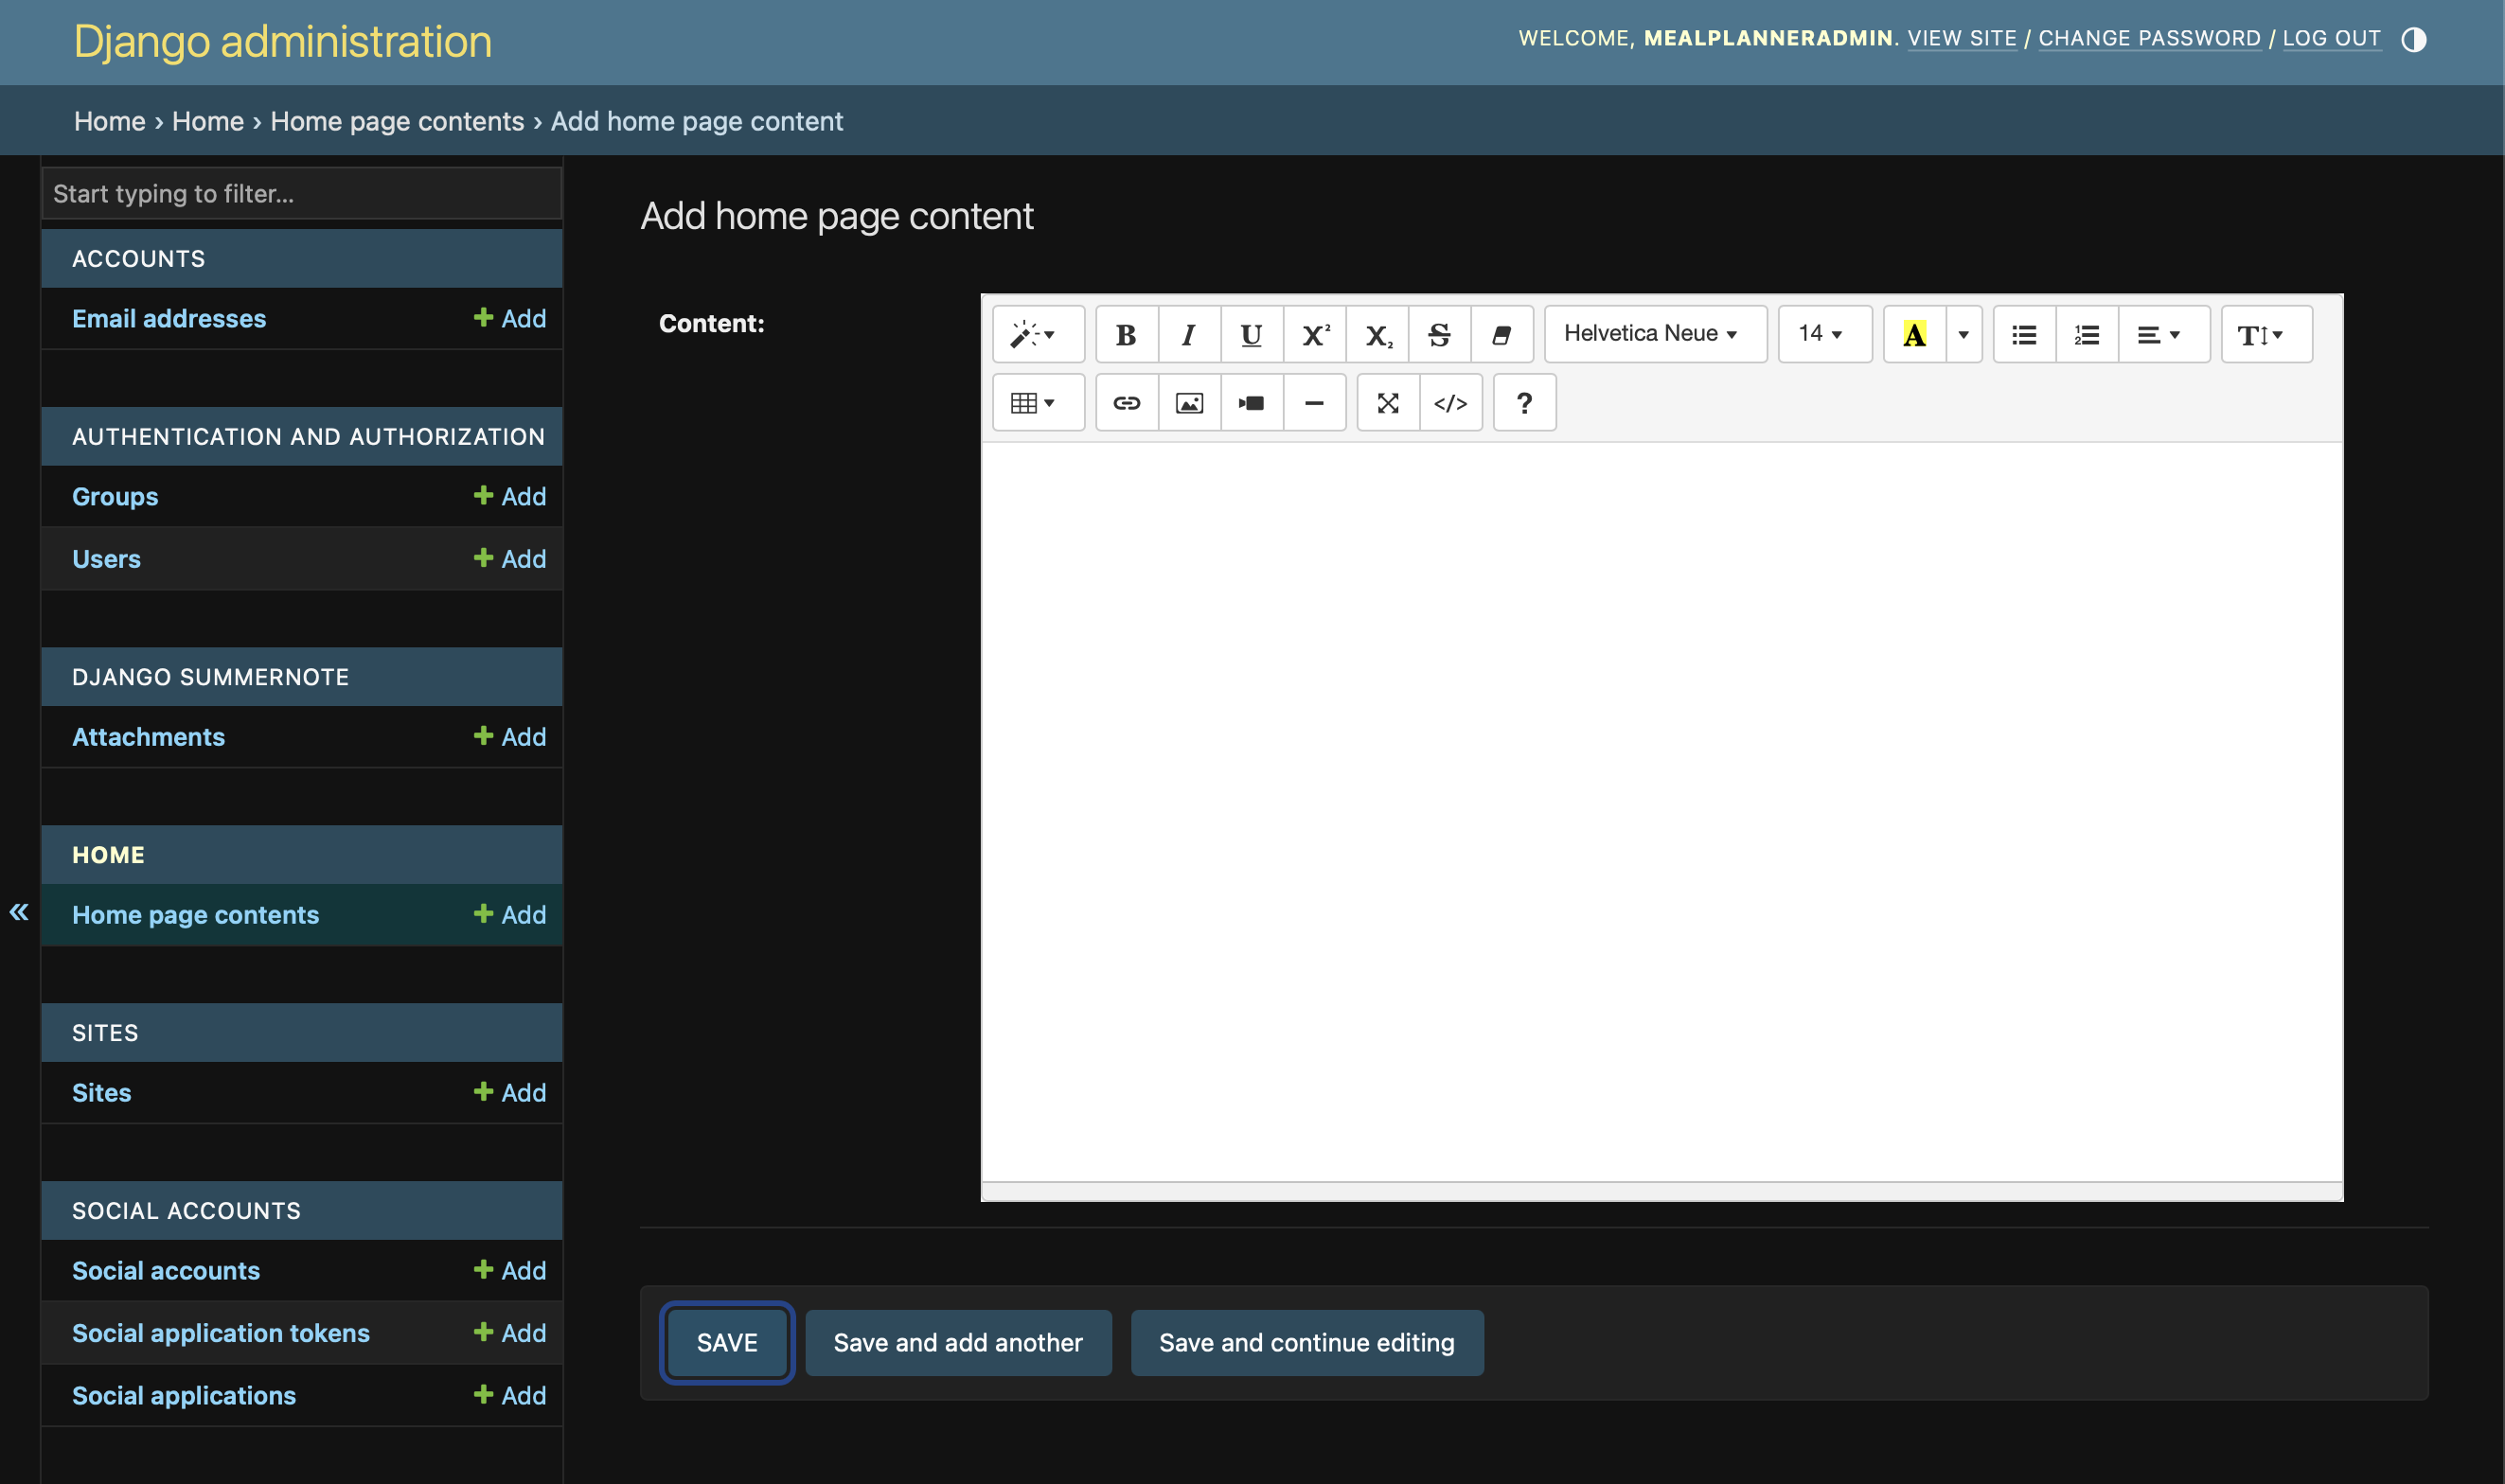 Django administration
WELCOME, MEALPLANNERADMIN. VIEW SITE / CHANGE PASSWORD / LOG OUT
Home › Home › Home page contents › Add home page content
Start typing to filter...
ACCOUNTS
Email addresses + Add
AUTHENTICATION AND AUTHORIZATION
Groups + Add
Users + Add
DJANGO SUMMERNOTE
Attachments + Add
HOME
Home page contents + Add
SITES
Sites + Add
SOCIAL ACCOUNTS
Social accounts + Add
Social application tokens + Add
Social applications + Add
«
Add home page content
Content:
B I U X² X₂ S Helvetica Neue 14 A T
</> ?
SAVE Save and add another Save and continue editing